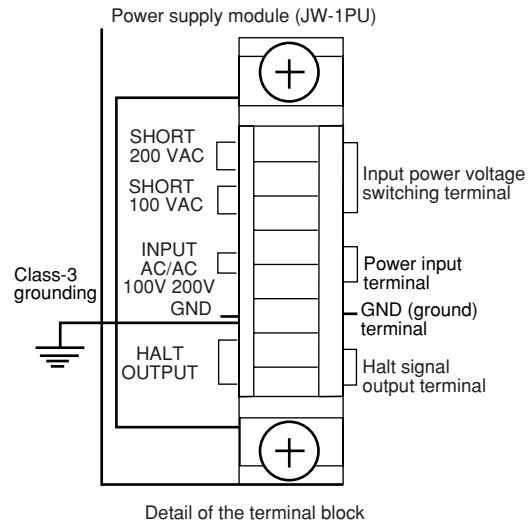 Power supply module (JW-1PU)
SHORT
200 VAC
SHORT
100 VAC
Input power voltage
switching terminal
INPUT
AC/AC
100V 200V
Power input
terminal
Class-3
grounding
GND
GND (ground)
terminal
HALT
OUTPUT
Halt signal
output terminal
Detail of the terminal block